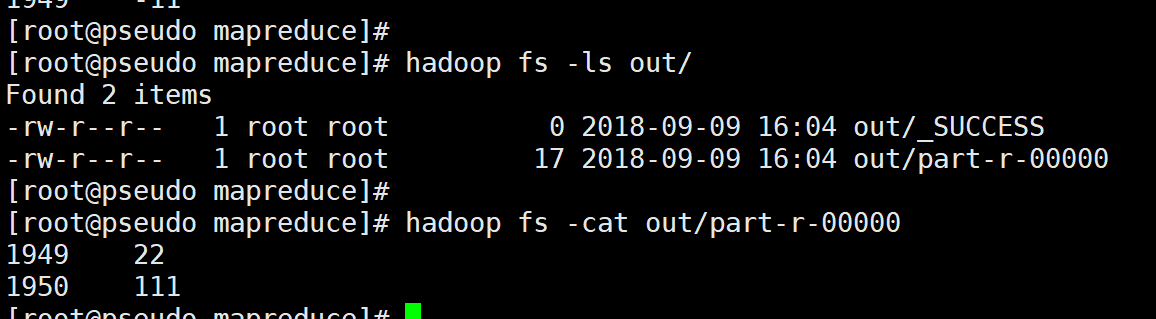 1949    -11
[root@pseudo mapreduce]#
[root@pseudo mapreduce]# hadoop fs -ls out/
Found 2 items
-rw-r--r--   1 root root          0 2018-09-09 16:04 out/_SUCCESS
-rw-r--r--   1 root root         17 2018-09-09 16:04 out/part-r-00000
[root@pseudo mapreduce]#
[root@pseudo mapreduce]# hadoop fs -cat out/part-r-00000
1949    22
1950    111
[root@pseudo mapreduce]#